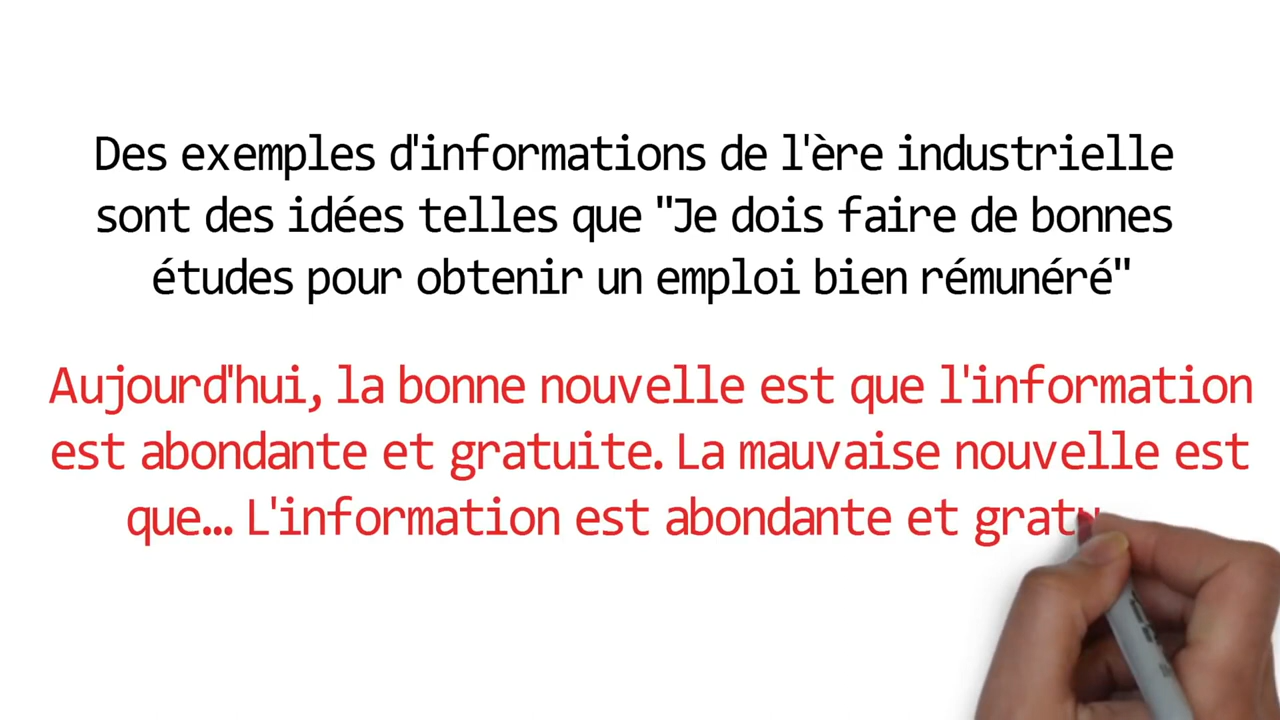 Des exemples d'informations de l'ère industrielle
sont des idées telles que "Je dois faire de bonnes
études pour obtenir un emploi bien rémunéré"
Aujourd'hui, la bonne nouvelle est que l'information
est abondante et gratuite. La mauvaise nouvelle est
que... L'information est abondante et gratu